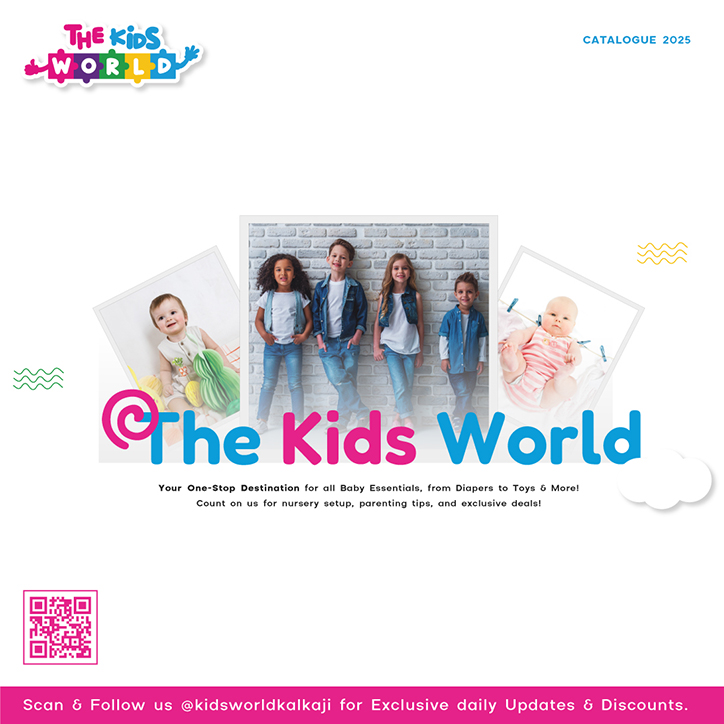 THE KiDS
WORLD
CATALOGUE 2025
The Kids World
Your One-Stop Destination for all Baby Essentials, from Diapers to Toys & More!
Count on us for nursery setup, parenting tips, and exclusive deals!
Scan & Follow us @kidsworldkalkaji for Exclusive daily Updates & Discounts.